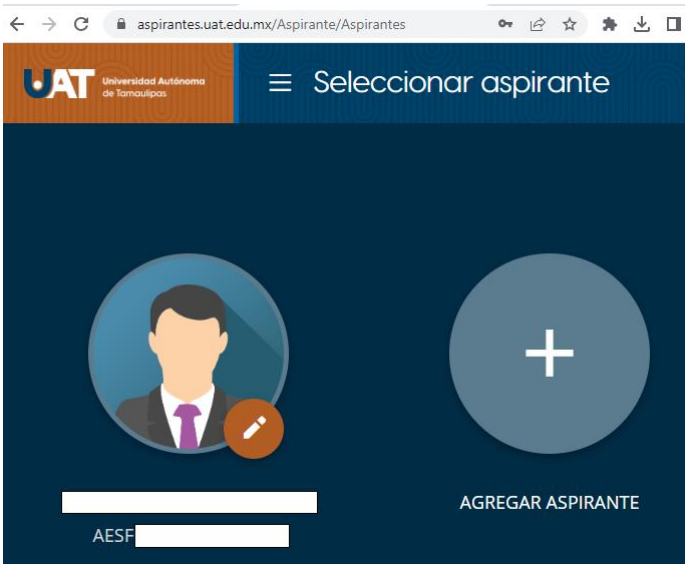 aspirantes.uat.edu.mx/Aspirante/Aspirantes
UAT Universidad Autónoma
de Tamaulipas
Seleccionar aspirante
AGREGAR ASPIRANTE
AESF